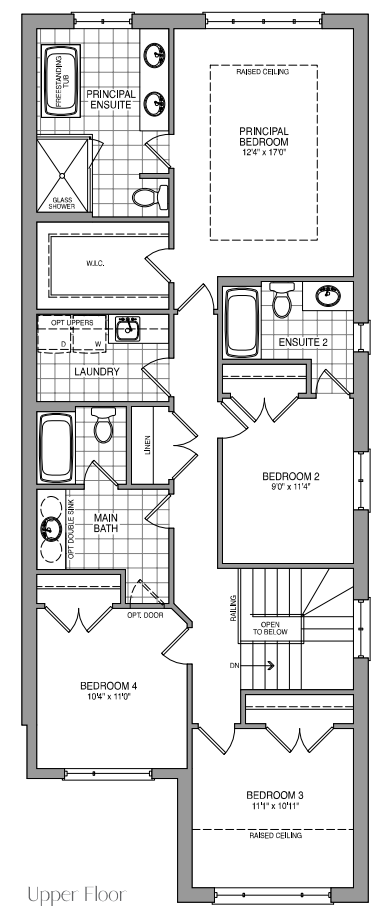 FREESTANDING
TUB
PRINCIPAL
ENSUITE
RAISED CEILING
PRINCIPAL
BEDROOM
12'4" x 17'0"
GLASS
SHOWER
W.I.C.
OPT UPPERS
D W
LAUNDRY
ENSUITE 2
LINEN
BEDROOM 2
9'0" x 11'4"
OPT DOUBLE SINK
MAIN
BATH
OPT. DOOR
RAILING
OPEN
TO BELOW
DN
BEDROOM 4
10'4" x 11'0"
BEDROOM 3
11'1" x 10'11"
RAISED CEILING
Upper Floor